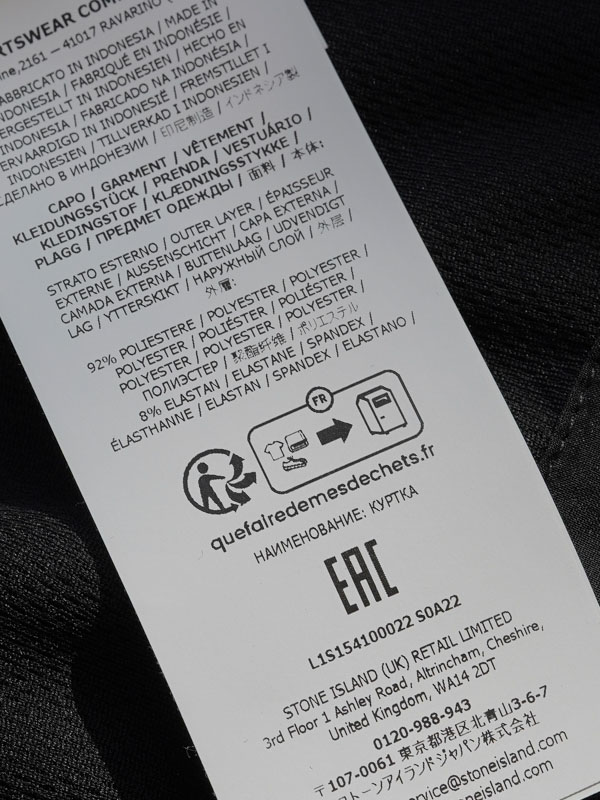 RTSWEAR COM
ine,2161 – 41017 RAVARINO (
FABBRICATO IN INDONESIA / MADE IN
INDONESIA / FABRIQUÉ EN INDONÉSIE /
HERGESTELLT IN INDONESIEN / HECHO EN
INDONESIA / FABRICADO NA INDONÉSIA /
VERVAARDIGD IN INDONESIË / FREMSTILLET I
INDONESIEN / TILLVERKAD I INDONESIEN /
СДЕЛАНО В ИНДОНЕЗИИ / 印尼制造 / インドネシア製
CAPO / GARMENT / VÊTEMENT /
KLEIDUNGSSTÜCK / PRENDA / VESTUÁRIO /
KLEDINGSTOF / KLÆDNINGSSTYKKE /
PLAGG / ПРЕДМЕТ ОДЕЖДЫ / 面料 / 本体:
STRATO ESTERNO / OUTER LAYER / ÉPAISSEUR
EXTERNE / AUSSENSCHICHT / CAPA EXTERNA /
CAMADA EXTERNA / BUTTENLAAG / UDVENDIGT
LAG / YTTERSKIKT / НАРУЖНЫЙ СЛОЙ / 外层 /
外層:
92% POLIESTERE / POLYESTER / POLYESTER /
POLYESTER / POLIÉSTER / POLIÉSTER /
POLYESTER / POLYESTER / POLYESTER /
ПОЛИЭСТЕР / 聚酯纤维 / ポリエステル
8% ELASTAN / ELASTANE / SPANDEX /
ÉLASTHANNE / ELASTAN / SPANDEX / ELASTANO /
FR
quefairedemesdechets.fr
НАИМЕНОВАНИЕ: КУРТКА
EAC
L1S154100022 S0A22
STONE ISLAND (UK) RETAIL LIMITED
3rd Floor 1 Ashley Road, Altrincham, Cheshire,
United Kingdom, WA14 2DT
0120-988-943
〒107-0061 東京都港区北青山3-6-7
ストーンアイランドジャパン株式会社
service@stoneisland.com
stoneisland.com